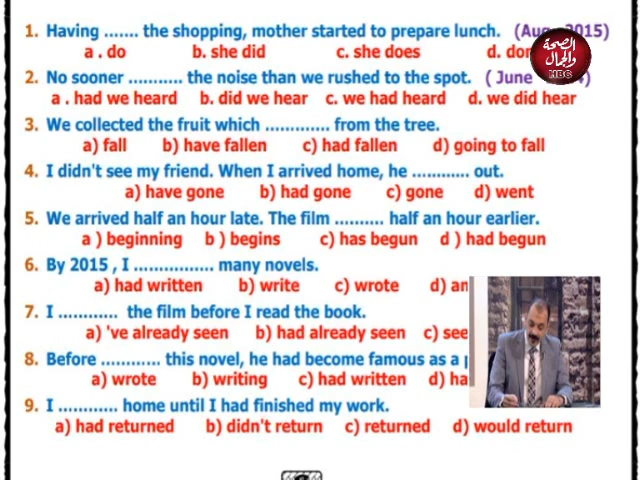 1. Having ....... the shopping, mother started to prepare lunch. (Aug 2015)
a . do b. she did c. she does d.
2. No sooner ........... the noise than we rushed to the spot. ( June
a . had we heard b. did we hear c. we had heard d. we did hear
3. We collected the fruit which ............. from the tree.
a) fall b) have fallen c) had fallen d) going to fall
4. I didn't see my friend. When I arrived home, he ............ out.
a) have gone b) had gone c) gone d) went
5. We arrived half an hour late. The film .......... half an hour earlier.
a ) beginning b ) begins c) has begun d ) had begun
6. By 2015 , I ................ many novels.
a) had written b) write c) wrote d)
7. I ............ the film before I read the book.
a) 've already seen b) had already seen c) see
8. Before ............ this novel, he had become famous as a
a) wrote b) writing c) had written d) ha
9. I ............ home until I had finished my work.
a) had returned b) didn't return c) returned d) would return
الصحة
والجمال
MBC